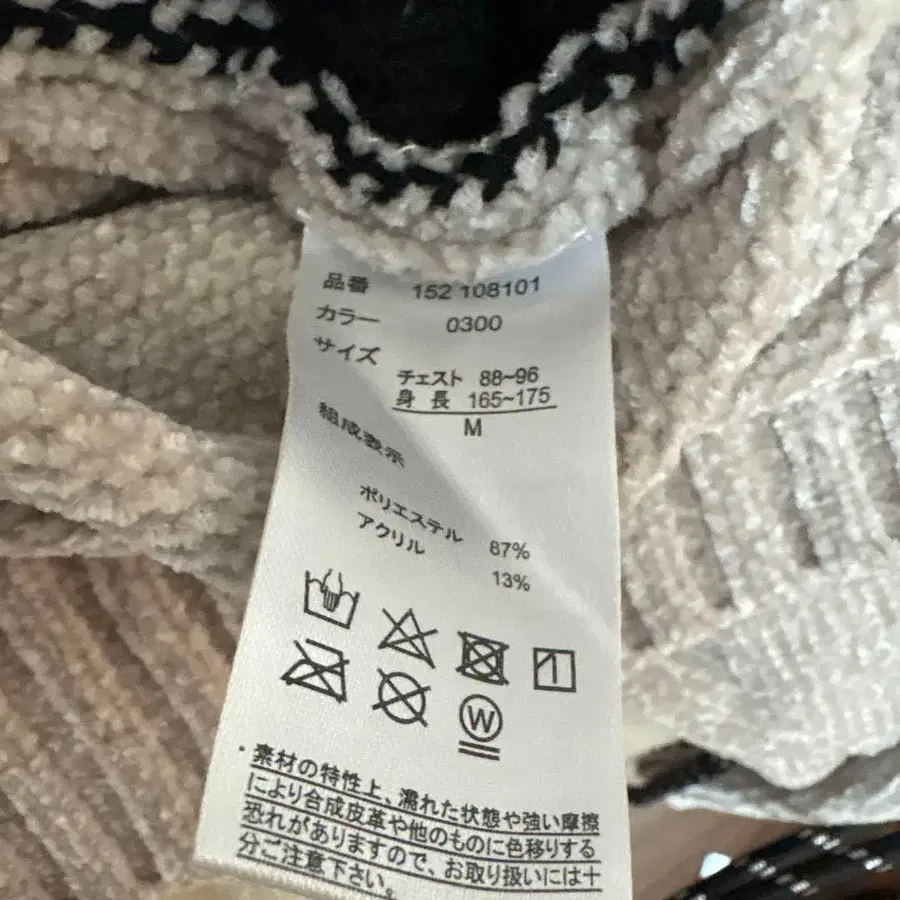 品番 152 108101
カラー 0300
サイズ
チェスト 88~96
身長 165~175
M
組成表示
ポリエステル 87%
アクリル 13%
W
・素材の特性上、濡れた状態や強い摩擦
により合成皮革や他のものに色移りする
恐れがありますので、お取り扱いには十
分ご注意下さい。